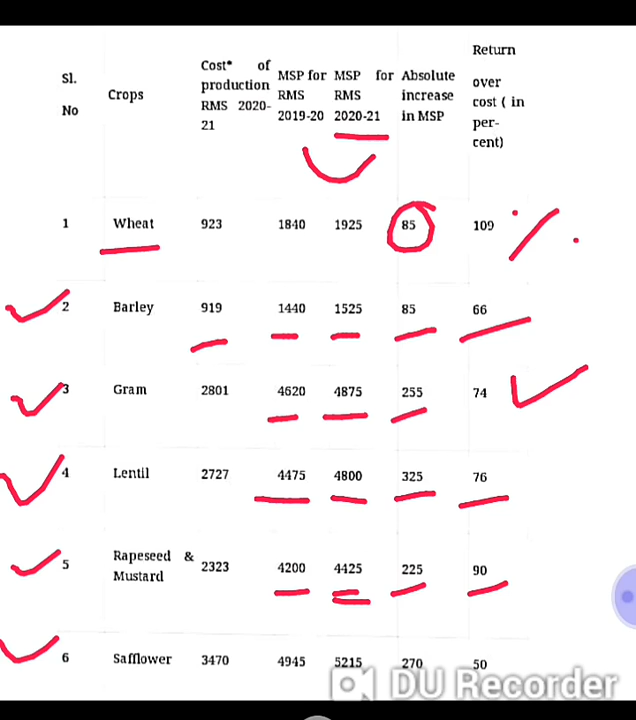 Sl. No | Crops | Cost* of production RMS 2020-21 | MSP for RMS 2019-20 | MSP for RMS 2020-21 | Absolute increase in MSP | Return over cost ( in per-cent)
1 | Wheat | 923 | 1840 | 1925 | 85 | 109
2 | Barley | 919 | 1440 | 1525 | 85 | 66
3 | Gram | 2801 | 4620 | 4875 | 255 | 74
4 | Lentil | 2727 | 4475 | 4800 | 325 | 76
5 | Rapeseed & Mustard | 2323 | 4200 | 4425 | 225 | 90
6 | Safflower | 3470 | 4945 | 5215 | 270 | 50
DU Recorder